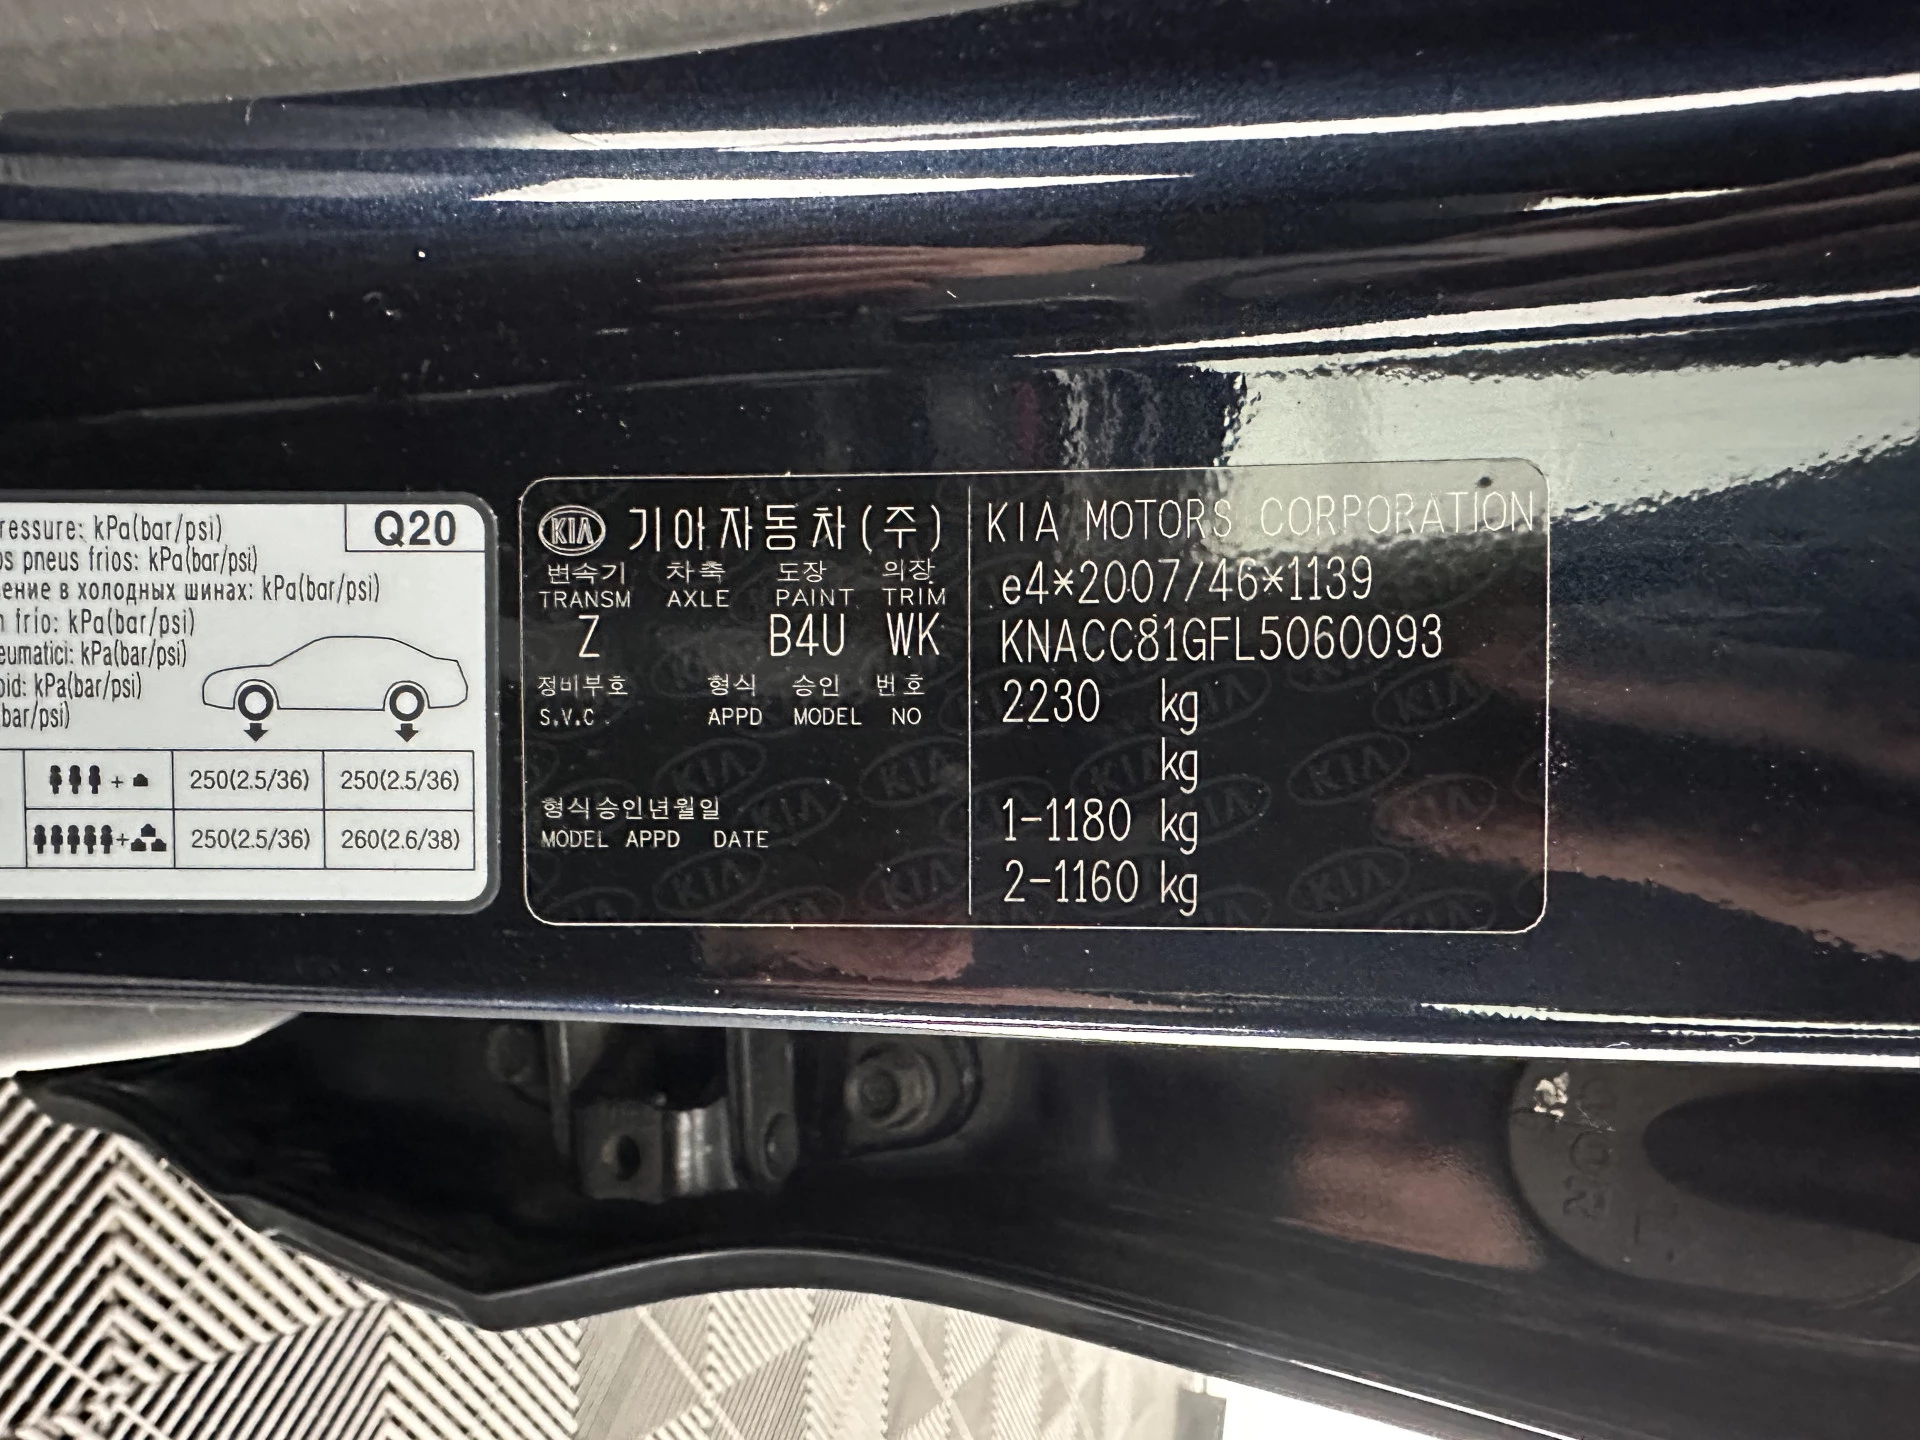 ressure: kPa(bar/psi)
Q20
os pneus frios: kPa(bar/psi)
ение в холодных шинах: kPa(bar/psi)
n frio: kPa(bar/psi)
eumatici: kPa(bar/psi)
oid: kPa(bar/psi)
bar/psi)
+ 250(2.5/36) 250(2.5/36)
+ 250(2.5/36) 260(2.6/38)
KIA 기아자동차(주)
변속기 차축 도장 의장
TRANSM AXLE PAINT TRIM
Z B4U WK
정비부호 형식 승인 번호
S.V.C. APPD MODEL NO
형식승인년월일
MODEL APPD DATE
KIA MOTORS CORPORATION
e4*2007/46*1139
KNACC81GFL5060093
2230 kg
kg
1-1180 kg
2-1160 kg